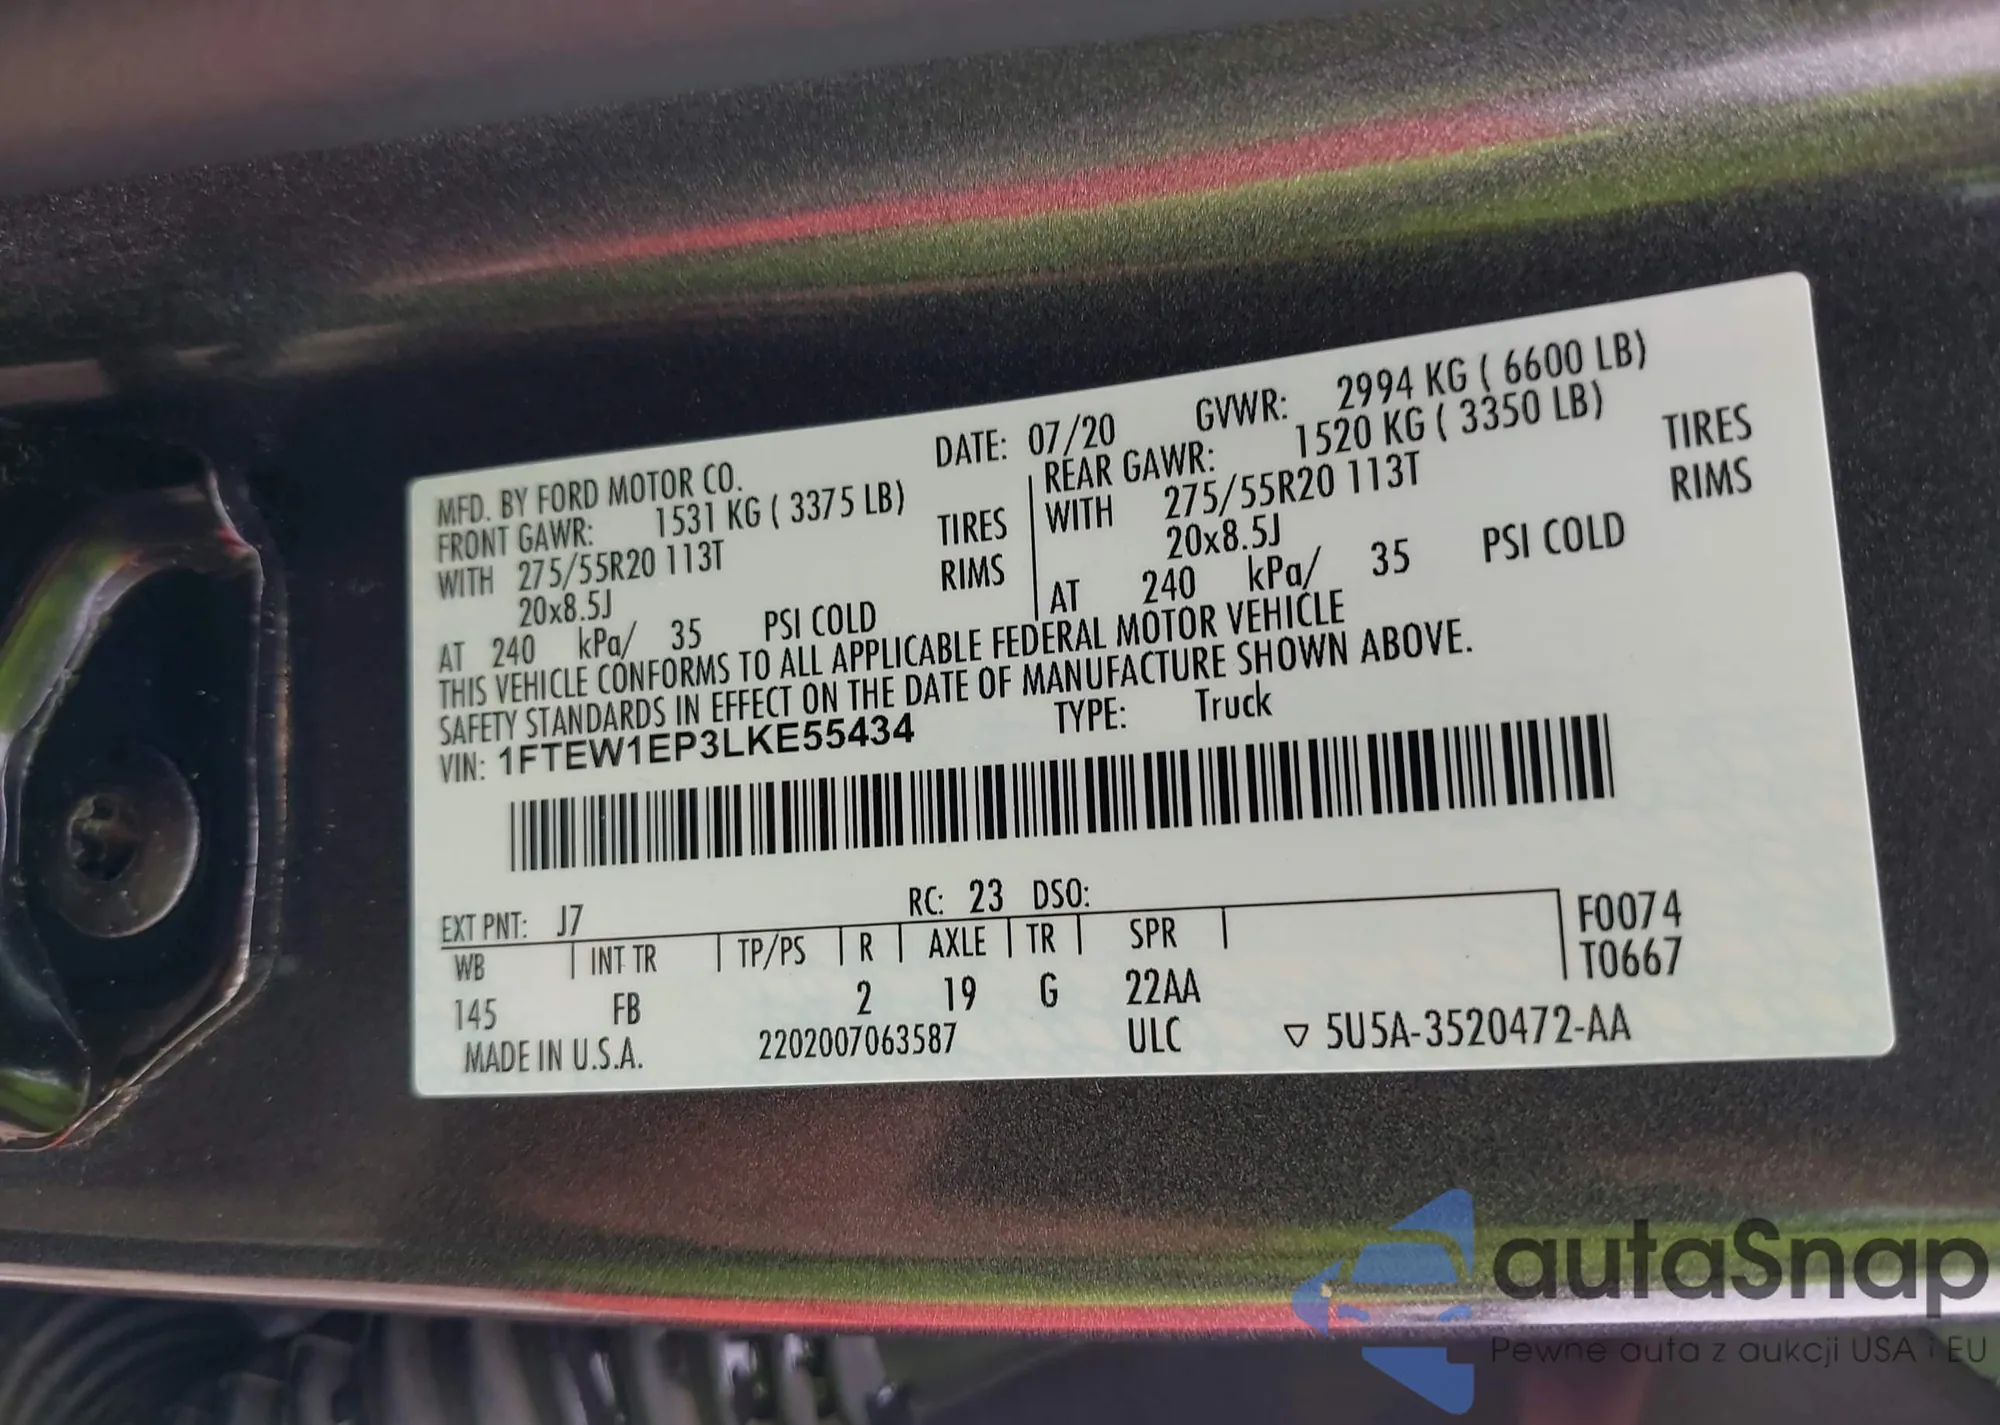 MFD. BY FORD MOTOR CO. DATE: 07/20 GVWR: 2994 KG ( 6600 LB)
FRONT GAWR: 1531 KG ( 3375 LB) REAR GAWR: 1520 KG ( 3350 LB)
WITH 275/55R20 113T TIRES WITH 275/55R20 113T TIRES
20x8.5J RIMS 20x8.5J RIMS
AT 240 kPa/ 35 PSI COLD AT 240 kPa/ 35 PSI COLD
THIS VEHICLE CONFORMS TO ALL APPLICABLE FEDERAL MOTOR VEHICLE
SAFETY STANDARDS IN EFFECT ON THE DATE OF MANUFACTURE SHOWN ABOVE.
VIN: 1FTEW1EP3LKE55434 TYPE: Truck
EXT PNT: J7 RC: 23 DSO:
WB INT TR TP/PS R AXLE TR SPR F0074
145 FB 2 19 G 22AA T0667
MADE IN U.S.A. 2202007063587 ULC ▽ 5U5A-3520472-AA
autaSnap
Pewne auta z aukcji USA i EU